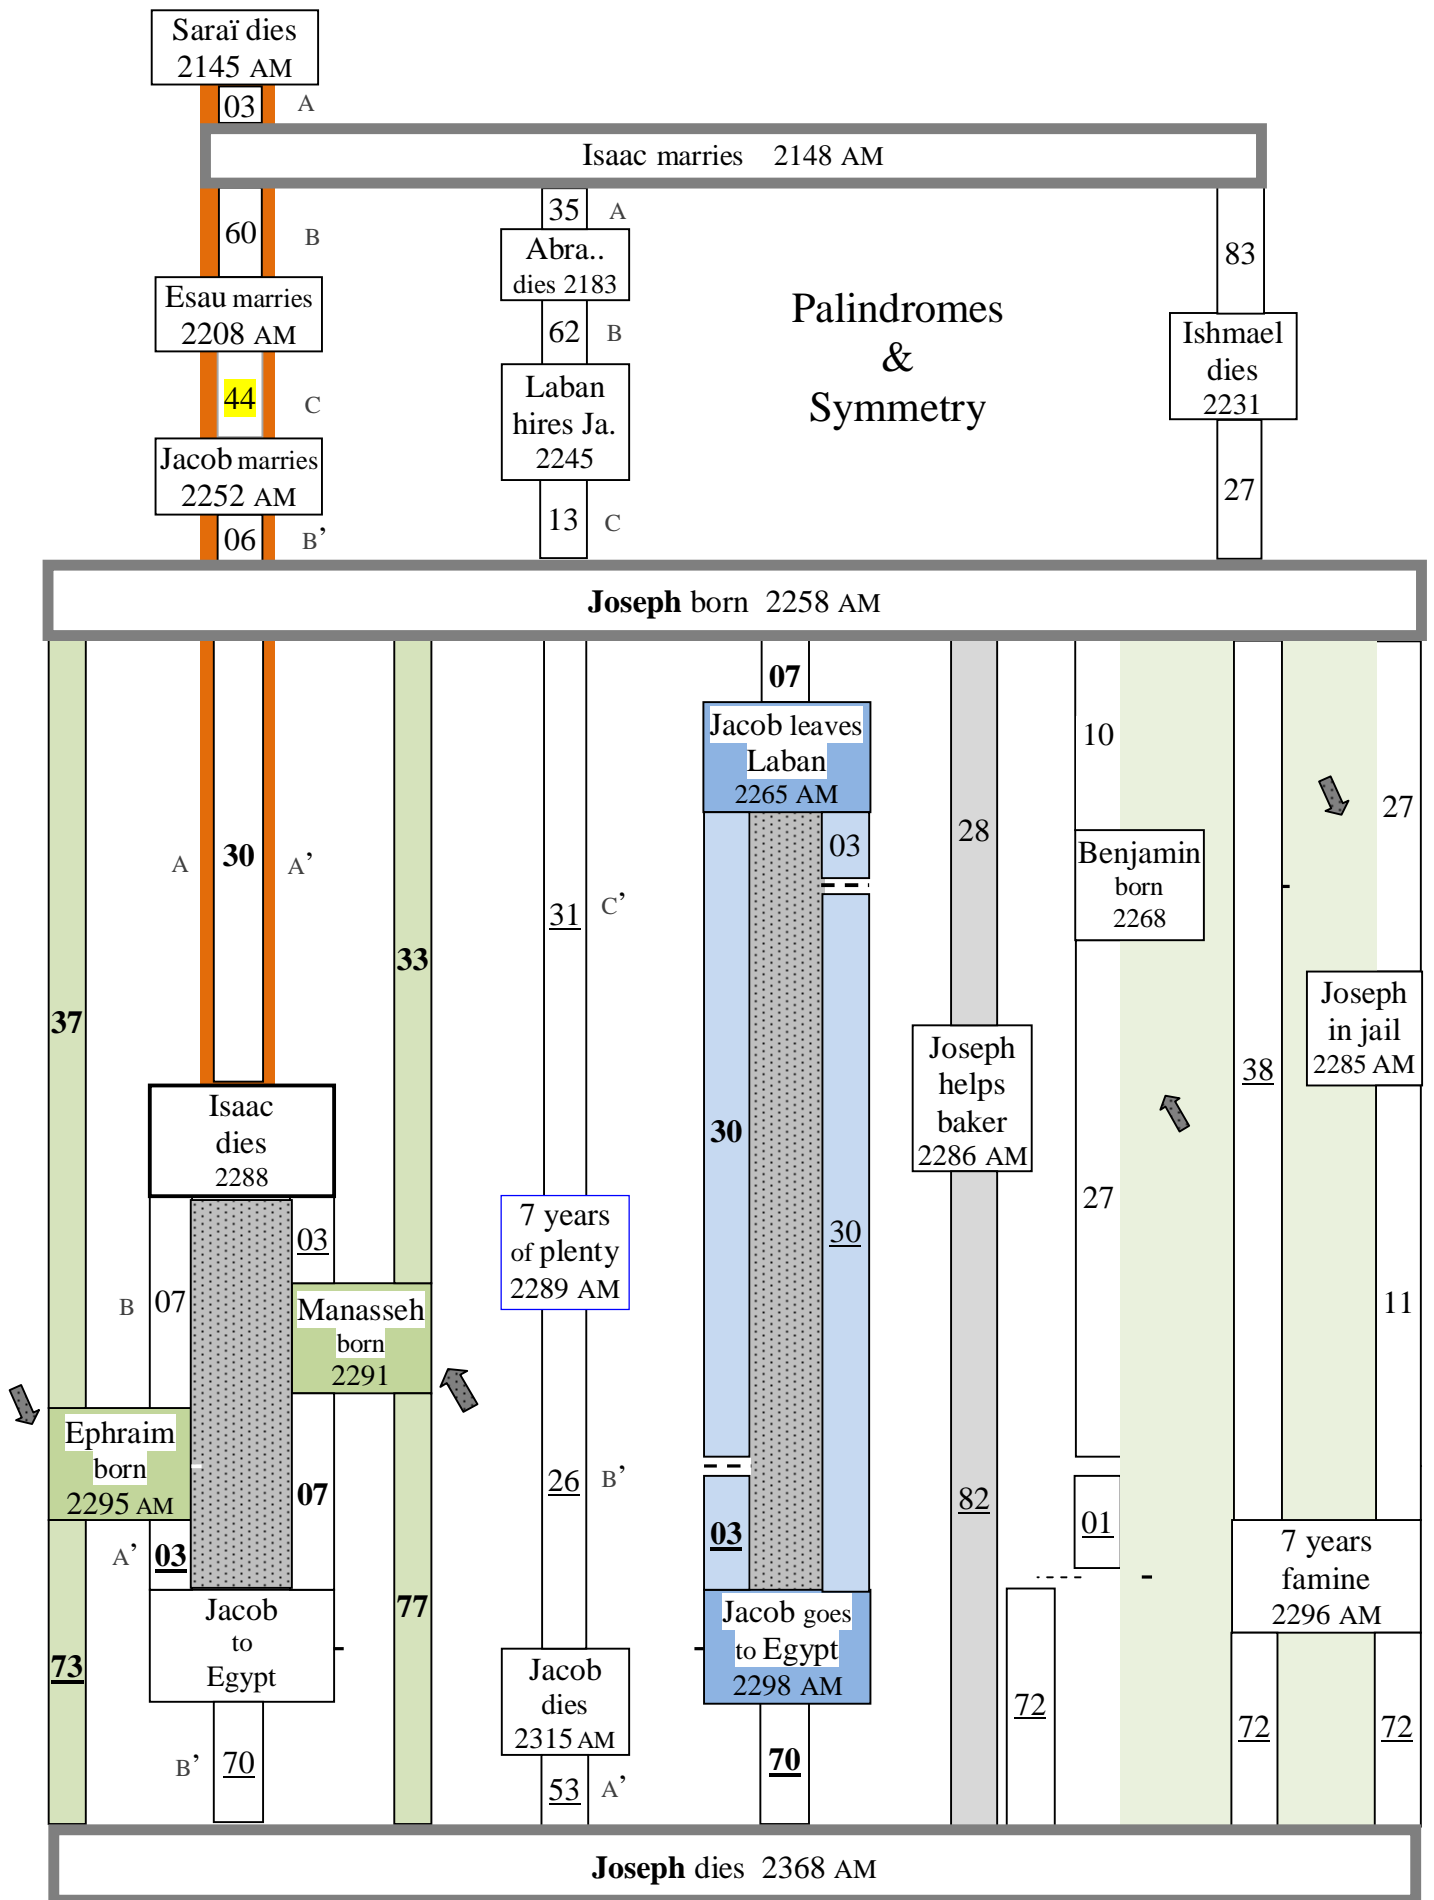 Saraï dies
2145 AM
03 A
Isaac marries 2148 AM
60 B
35 A
83
Abra..
dies 2183
Esau marries
2208 AM
Palindromes
&
Symmetry
62 B
Ishmael
dies
2231
44 C
Laban
hires Ja.
2245
Jacob marries
2252 AM
27
06 B’
13 C
Joseph born 2258 AM
07
Jacob leaves
Laban
2265 AM
10
27
28
03
A 30 A’
Benjamin
born
2268
31 C’
33
37
Joseph
in jail
2285 AM
Joseph
helps
baker
2286 AM
38
Isaac
dies
2288
30
27
7 years
of plenty
2289 AM
03
30
B 07
Manasseh
born
2291
11
Ephraim
born
2295 AM
07
26 B’
82
01
A’ 03
03
7 years
famine
2296 AM
77
Jacob
to
Egypt
Jacob goes
to Egypt
2298 AM
73
Jacob
dies
2315 AM
72
72
72
B’ 70
70
53 A’
Joseph dies 2368 AM